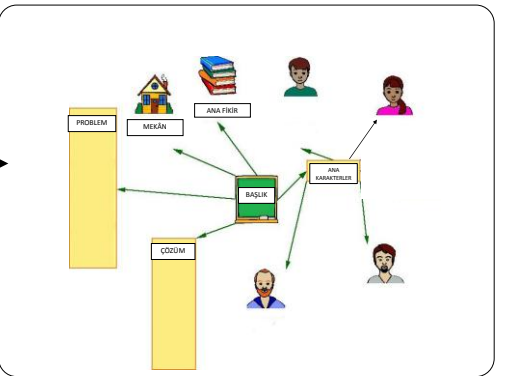 ANA FİKİR
PROBLEM
MEKÂN
ANA
KARAKTERLER
BAŞLIK
ÇÖZÜM